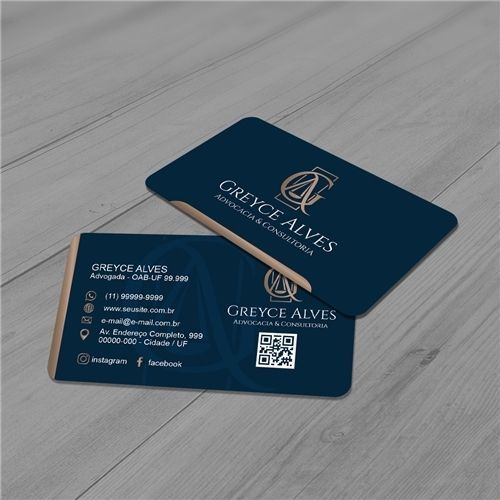 GREYCE ALVES
ADVOCACIA & CONSULTORIA
GREYCE ALVES
Advogada - OAB-UF 99.999
(11) 99999-9999
www.seusite.com.br
e-mail@e-mail.com.br
Av. Endereço Completo, 999
00000-000 - Cidade / UF
instagram
facebook
GREYCE ALVES
ADVOCACIA & CONSULTORIA